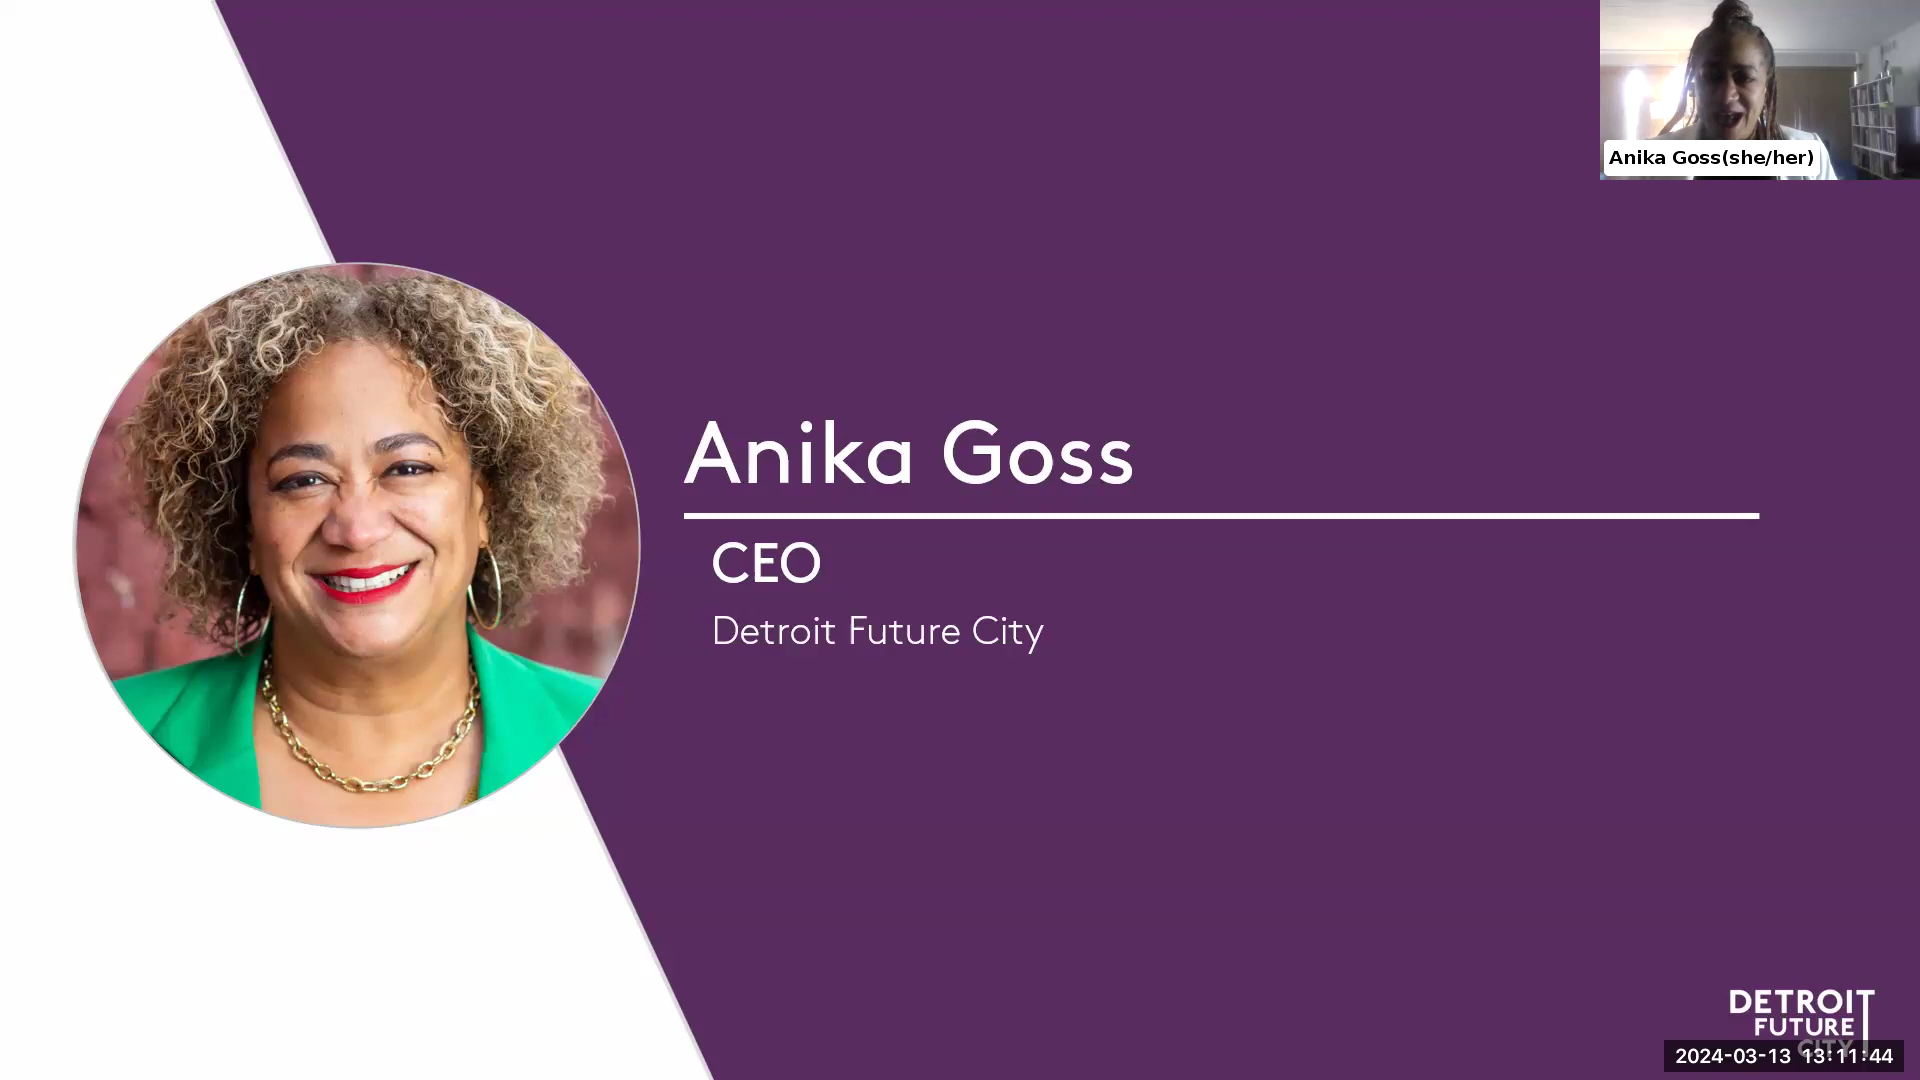 Anika Goss(she/her)
Anika Goss
CEO
Detroit Future City
DETROIT
FUTURE
CITY
2024-03-13 13:11:44